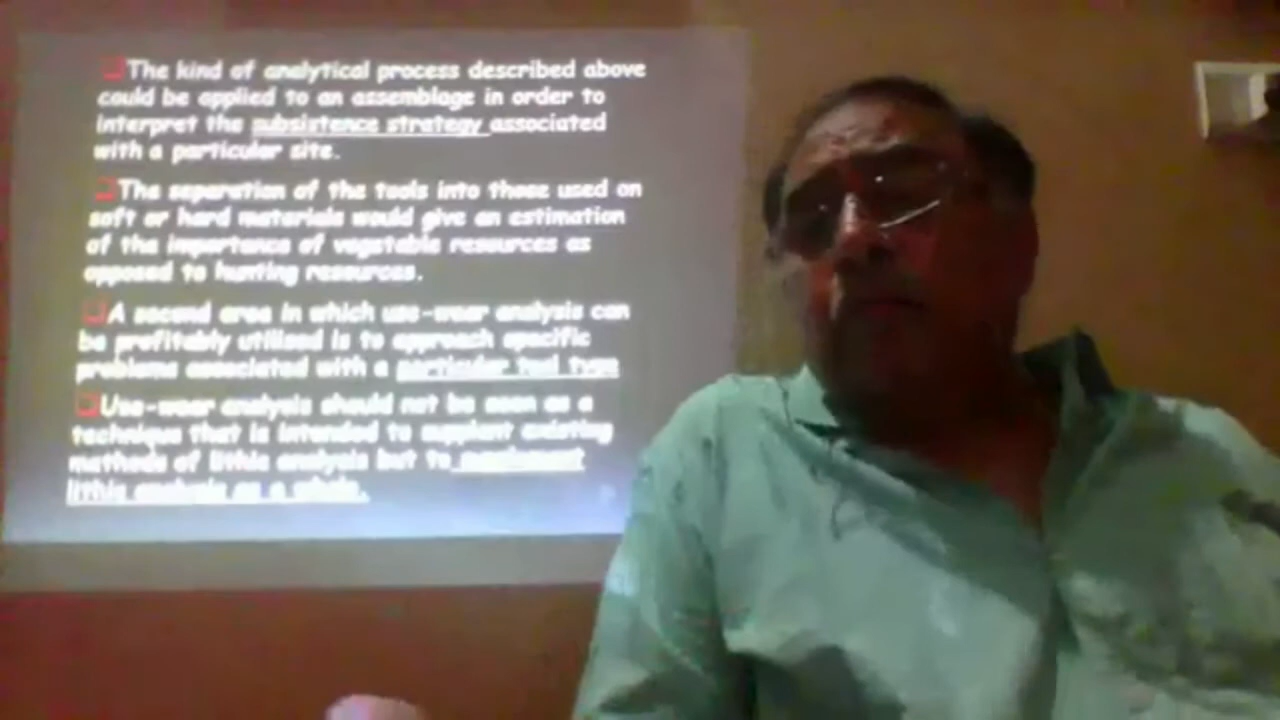 The kind of analytical process described above
could be applied to an assemblage in order to
interpret the subsistence strategy associated
with a particular site.
The separation of the tools into those used on
soft or hard materials would give an estimation
of the importance of vegetable resources as
opposed to hunting resources.
A second area in which use-wear analysis can
be profitably utilised is to approach specific
problems associated with a particular tool type
Use-wear analysis should not be seen as a
technique that is intended to supplant existing
methods of lithic analysis but to
lithic analysis as a whole.